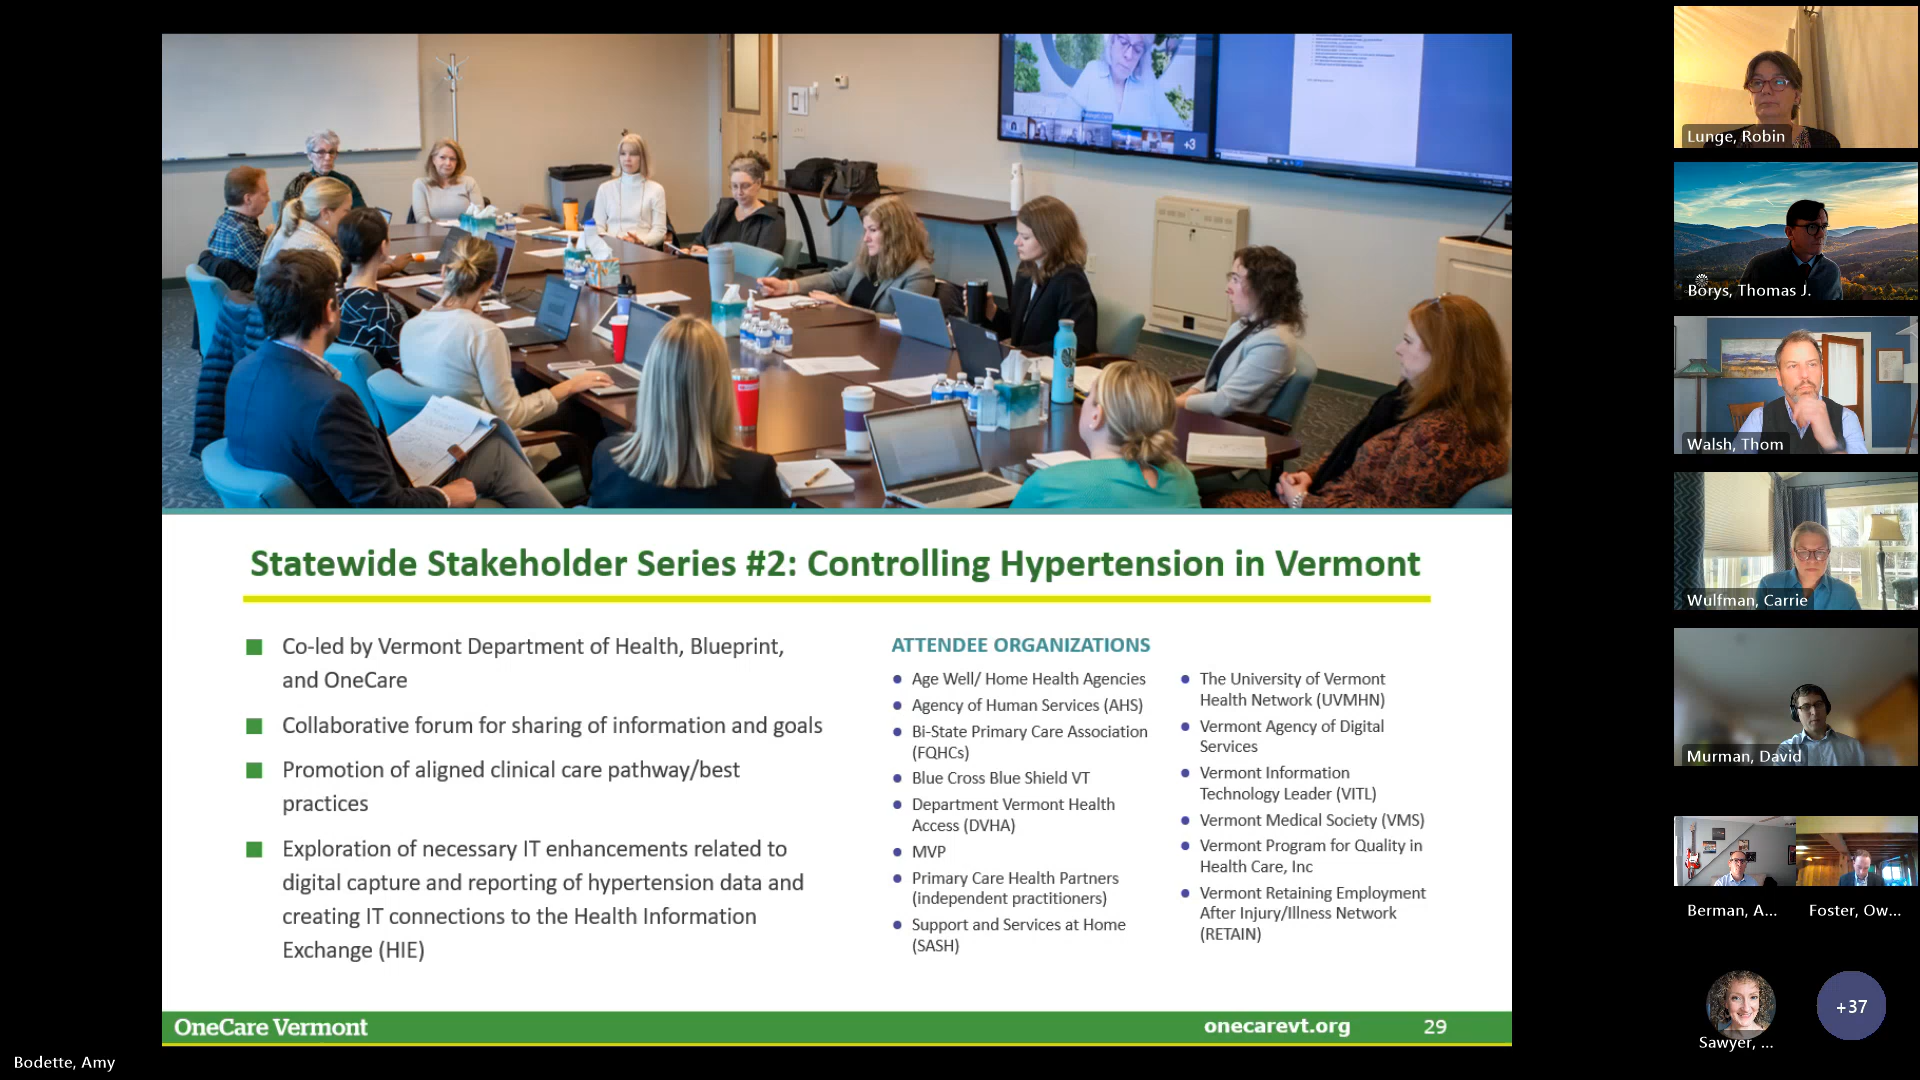 +3
Statewide Stakeholder Series #2: Controlling Hypertension in Vermont
Co-led by Vermont Department of Health, Blueprint,
and OneCare
Collaborative forum for sharing of information and goals
Promotion of aligned clinical care pathway/best
practices
Exploration of necessary IT enhancements related to
digital capture and reporting of hypertension data and
creating IT connections to the Health Information
Exchange (HIE)
ATTENDEE ORGANIZATIONS
Age Well/ Home Health Agencies
Agency of Human Services (AHS)
Bi-State Primary Care Association
(FQHCs)
Blue Cross Blue Shield VT
Department Vermont Health
Access (DVHA)
MVP
Primary Care Health Partners
(independent practitioners)
Support and Services at Home
(SASH)
The University of Vermont
Health Network (UVMHN)
Vermont Agency of Digital
Services
Vermont Information
Technology Leader (VITL)
Vermont Medical Society (VMS)
Vermont Program for Quality in
Health Care, Inc
Vermont Retaining Employment
After Injury/Illness Network
(RETAIN)
OneCare Vermont
onecarevt.org
29
Bodette, Amy
Lunge, Robin
Borys, Thomas J.
Walsh, Thom
Wulfman, Carrie
Murman, David
Berman, A...
Foster, Ow...
Sawyer, ...
+37